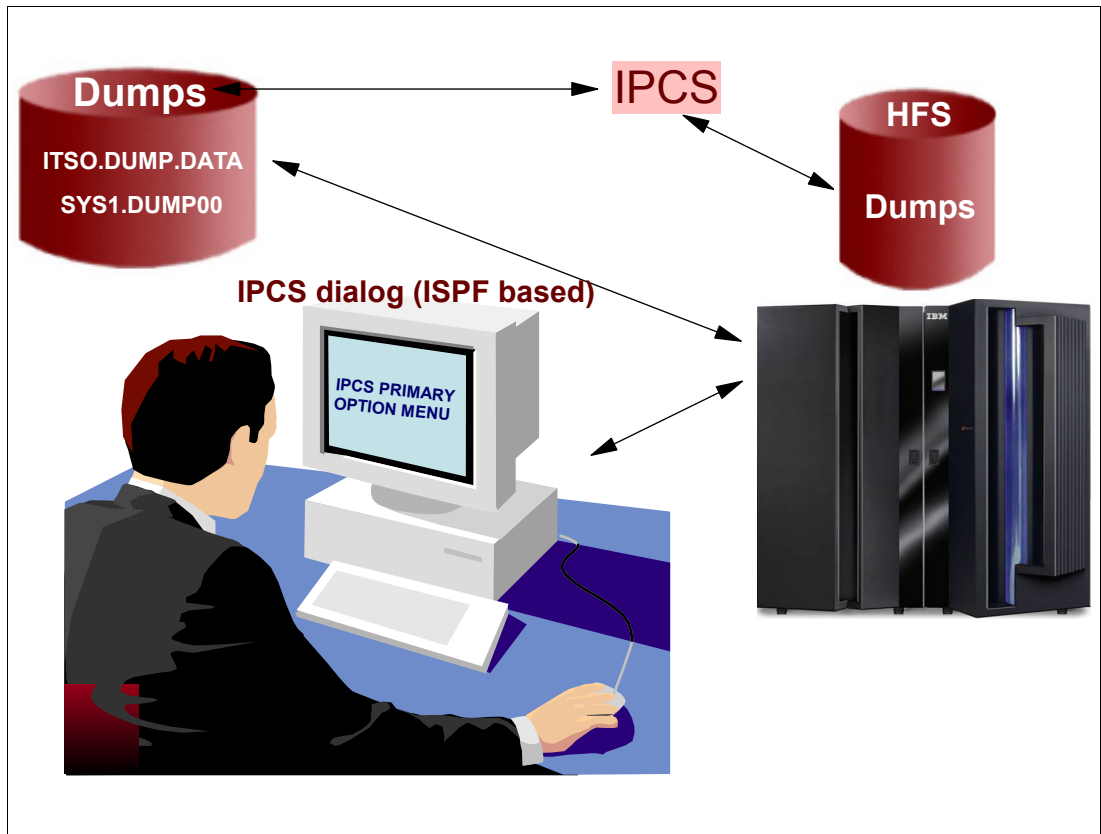 Dumps
ITSO.DUMP.DATA
SYS1.DUMP00
IPCS
HFS
Dumps
IPCS dialog (ISPF based)
IPCS PRIMARY
OPTION MENU
IBM